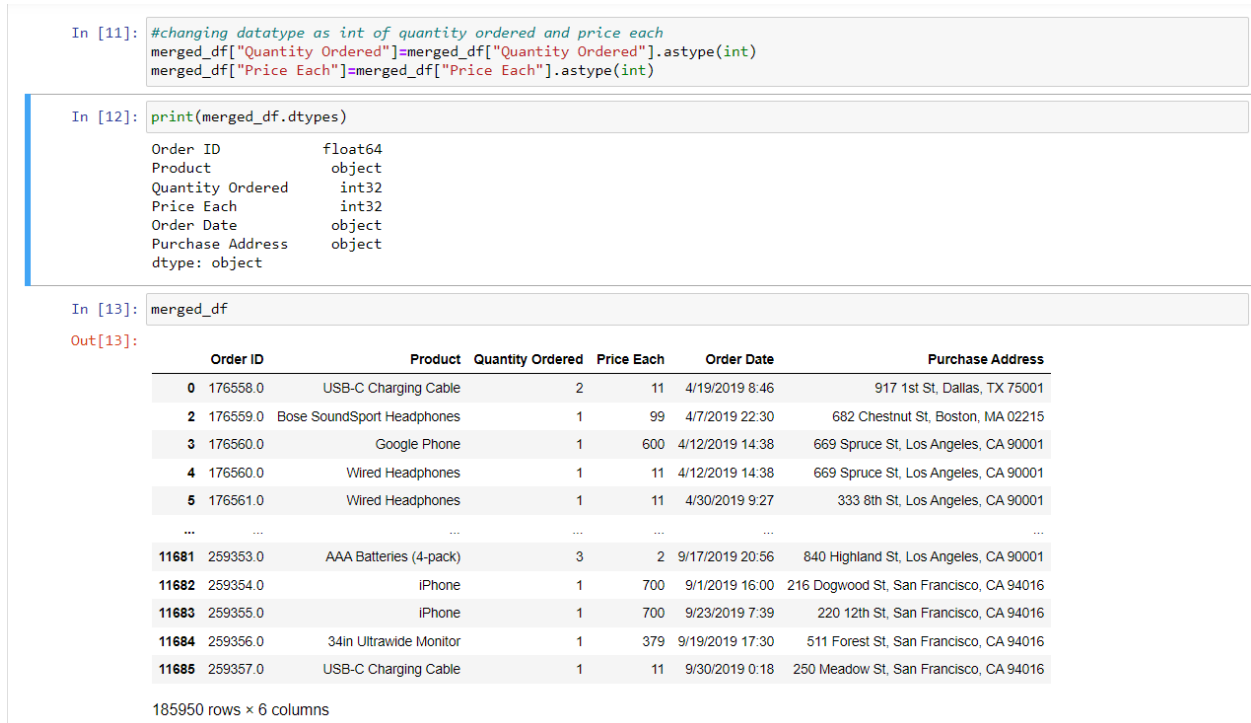 In [11]: #changing datatype as int of quantity ordered and price each
merged_df["Quantity Ordered"]=merged_df["Quantity Ordered"].astype(int)
merged_df["Price Each"]=merged_df["Price Each"].astype(int)
In [12]: print(merged_df.dtypes)
Order ID float64
Product object
Quantity Ordered int32
Price Each int32
Order Date object
Purchase Address object
dtype: object
In [13]: merged_df
Out[13]:
Order ID Product Quantity Ordered Price Each Order Date Purchase Address
0 176558.0 USB-C Charging Cable 2 11 4/19/2019 8:46 917 1st St, Dallas, TX 75001
2 176559.0 Bose SoundSport Headphones 1 99 4/7/2019 22:30 682 Chestnut St, Boston, MA 02215
3 176560.0 Google Phone 1 600 4/12/2019 14:38 669 Spruce St, Los Angeles, CA 90001
4 176560.0 Wired Headphones 1 11 4/12/2019 14:38 669 Spruce St, Los Angeles, CA 90001
5 176561.0 Wired Headphones 1 11 4/30/2019 9:27 333 8th St, Los Angeles, CA 90001
... ... ... ... ... ... ...
11681 259353.0 AAA Batteries (4-pack) 3 2 9/17/2019 20:56 840 Highland St, Los Angeles, CA 90001
11682 259354.0 iPhone 1 700 9/1/2019 16:00 216 Dogwood St, San Francisco, CA 94016
11683 259355.0 iPhone 1 700 9/23/2019 7:39 220 12th St, San Francisco, CA 94016
11684 259356.0 34in Ultrawide Monitor 1 379 9/19/2019 17:30 511 Forest St, San Francisco, CA 94016
11685 259357.0 USB-C Charging Cable 1 11 9/30/2019 0:18 250 Meadow St, San Francisco, CA 94016
185950 rows × 6 columns